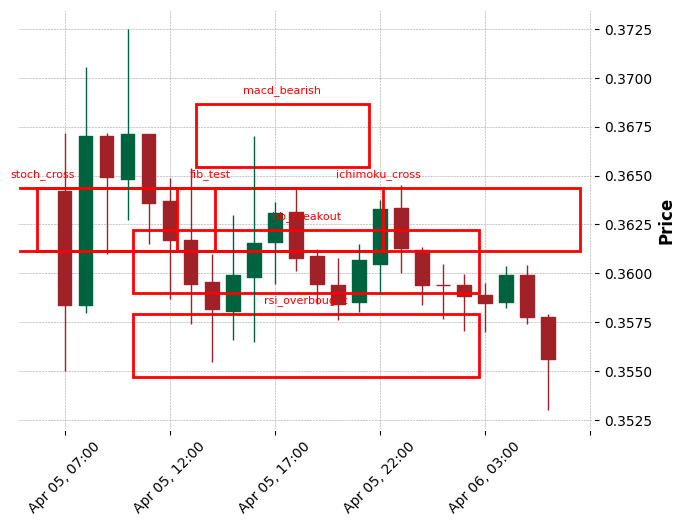 0.3725
0.3700
macd_bearish
0.3675
stoch_cross
fib_test
ichimoku_cross
0.3650
0.3625
Price
0.3600
rsi_overbought
0.3575
0.3550
0.3525
Apr 05, 07:00
Apr 05, 12:00
Apr 05, 17:00
Apr 05, 22:00
Apr 06, 03:00